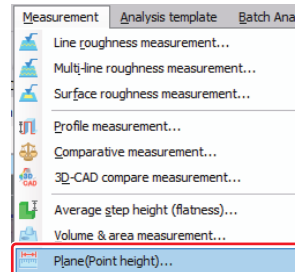 Measurement Analysis template Batch Ana
Line roughness measurement...
Multi-line roughness measurement...
Surface roughness measurement...
Profile measurement...
Comparative measurement...
3D-CAD compare measurement...
Average step height (flatness)...
Volume & area measurement...
Plane(Point height)...